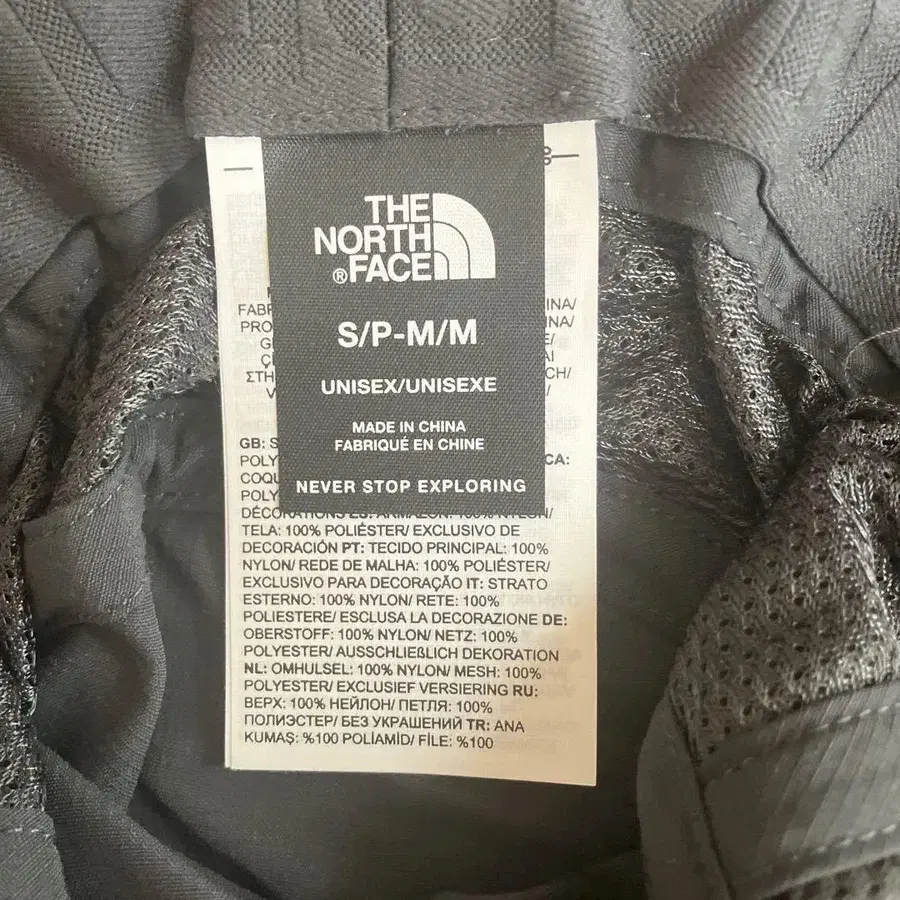 THE
NORTH
® FACE
S/P-M/M
UNISEX/UNISEXE
MADE IN CHINA
FABRIQUÉ EN CHINE
NEVER STOP EXPLORING
GB:
POLY
CA:
POLY
TELA: 100% POLIÉSTER/ EXCLUSIVO DE
DECORACIÓN PT: TECIDO PRINCIPAL: 100%
NYLON/ REDE DE MALHA: 100% POLIÉSTER/
EXCLUSIVO PARA DECORAÇÃO IT: STRATO
ESTERNO: 100% NYLON/ RETE: 100%
POLIESTERE/ ESCLUSA LA DECORAZIONE DE:
OBERSTOFF: 100% NYLON/ NETZ: 100%
POLYESTER/ AUSSCHLIEẞLICH DEKORATION
NL: OMHULSEL: 100% NYLON/ MESH: 100%
POLYESTER/ EXCLUSIEF VERSIERING RU:
ВЕРХ: 100% НЕЙЛОН/ ПЕТЛЯ: 100%
ПОЛИЭСТЕР/ БЕЗ УКРАШЕНИЙ TR: ANA
KUMAŞ: %100 POLİAMİD/ FİLE: %100